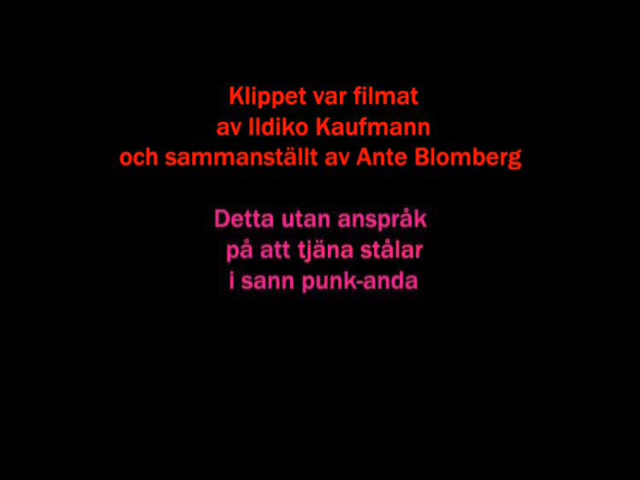 Klippet var filmat
av Ildiko Kaufmann
och sammanställt av Ante Blomberg
Detta utan anspråk
på att tjäna stålar
i sann punk-anda